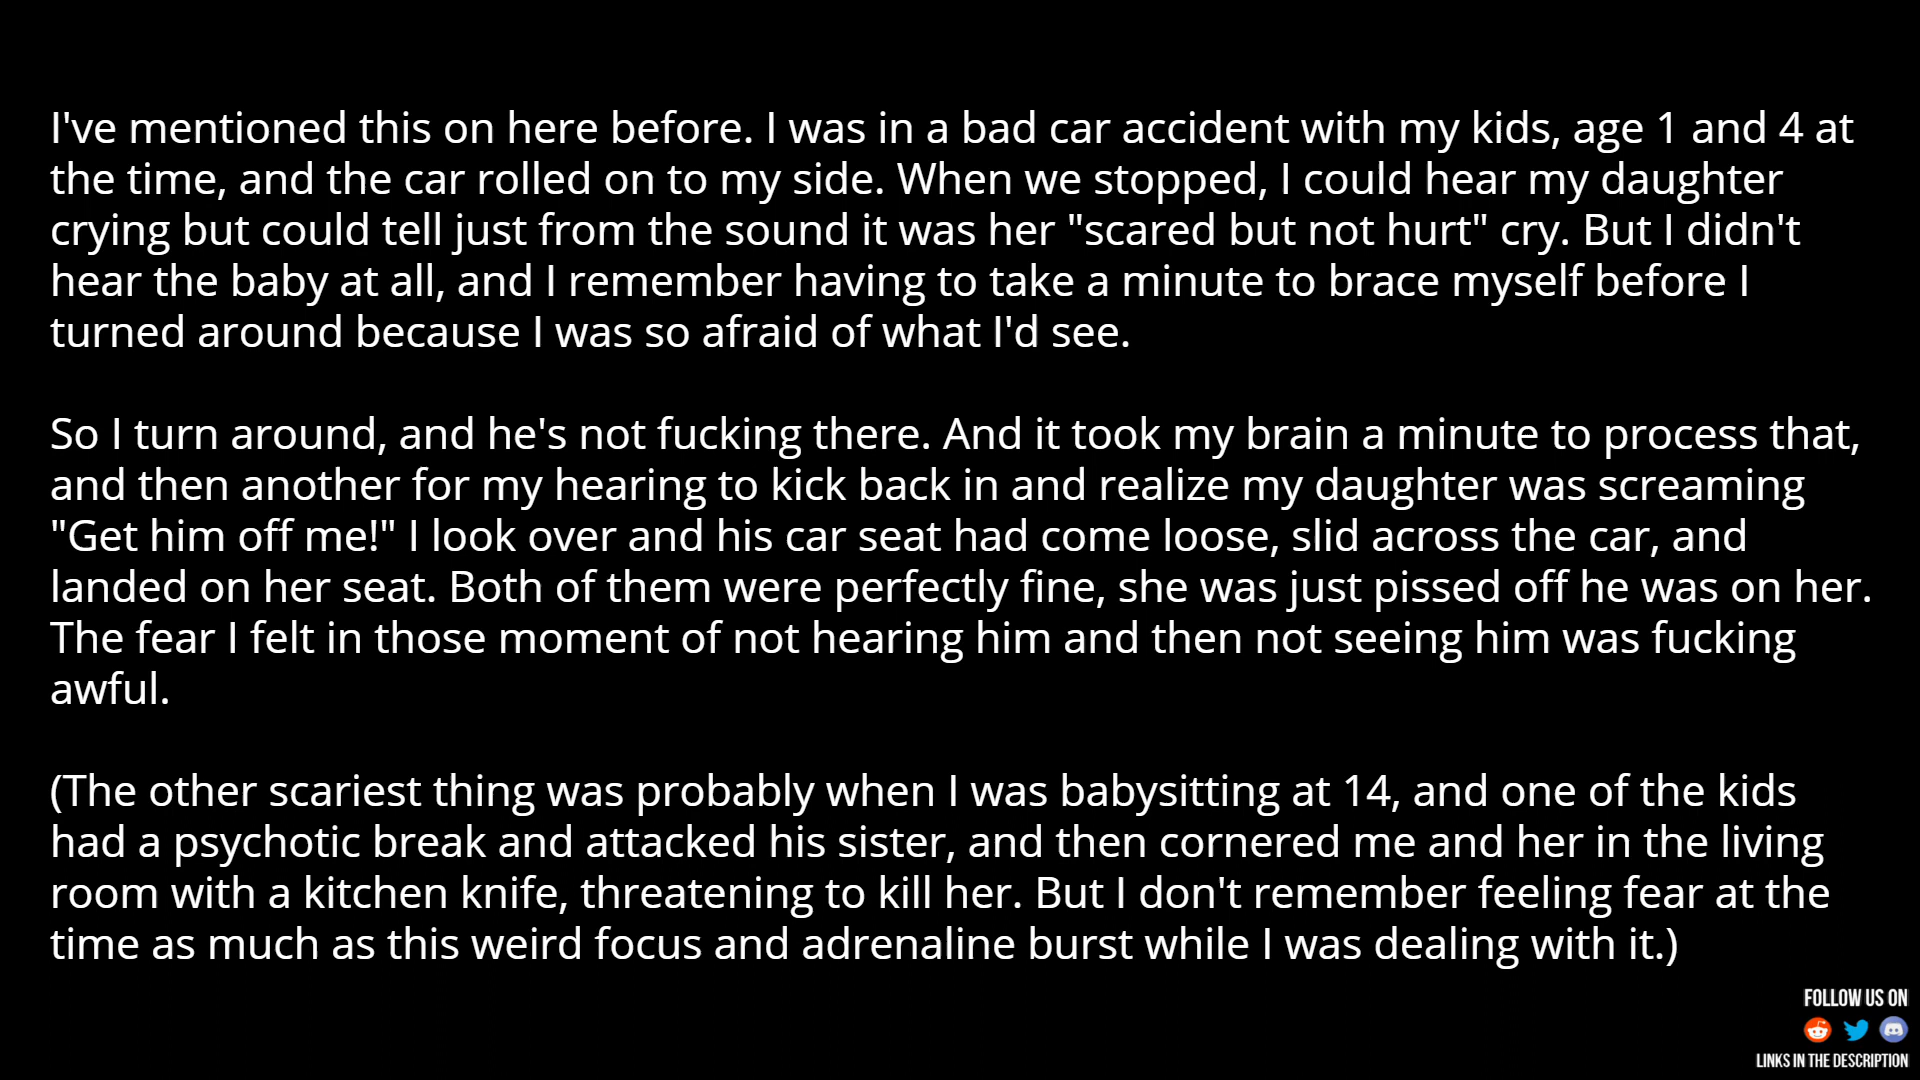 I've mentioned this on here before. I was in a bad car accident with my kids, age 1 and 4 at
the time, and the car rolled on to my side. When we stopped, I could hear my daughter
crying but could tell just from the sound it was her "scared but not hurt" cry. But I didn't
hear the baby at all, and I remember having to take a minute to brace myself before I
turned around because I was so afraid of what I'd see.
So I turn around, and he's not fucking there. And it took my brain a minute to process that,
and then another for my hearing to kick back in and realize my daughter was screaming
"Get him off me!" I look over and his car seat had come loose, slid across the car, and
landed on her seat. Both of them were perfectly fine, she was just pissed off he was on her.
The fear I felt in those moment of not hearing him and then not seeing him was fucking
awful.
(The other scariest thing was probably when I was babysitting at 14, and one of the kids
had a psychotic break and attacked his sister, and then cornered me and her in the living
room with a kitchen knife, threatening to kill her. But I don't remember feeling fear at the
time as much as this weird focus and adrenaline burst while I was dealing with it.)
FOLLOW US ON
LINKS IN THE DESCRIPTION